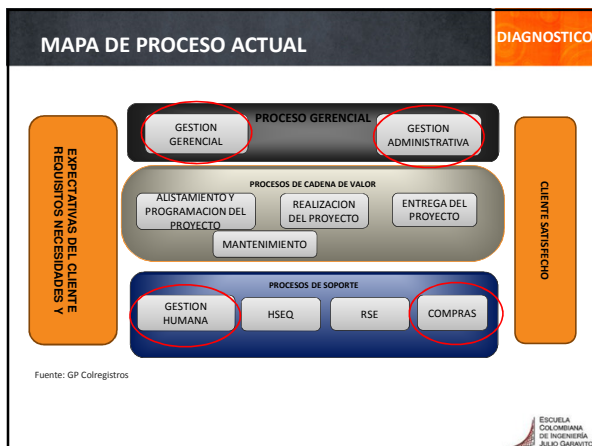 MAPA DE PROCESO ACTUAL
DIAGNOSTICO
EXPECTATIVAS DEL CLIENTE
REQUISITOS NECESIDADES Y
PROCESO GERENCIAL
GESTION
GERENCIAL
GESTION
ADMINISTRATIVA
PROCESOS DE CADENA DE VALOR
ALISTAMIENTO Y
PROGRAMACION DEL
PROYECTO
REALIZACION
DEL PROYECTO
ENTREGA DEL
PROYECTO
MANTENIMIENTO
PROCESOS DE SOPORTE
GESTION
HUMANA
HSEQ
RSE
COMPRAS
CLIENTE SATISFECHO
Fuente: GP Colregistros
ESCUELA
COLOMBIANA
DE INGENIERÍA
JULIO GARAVITO